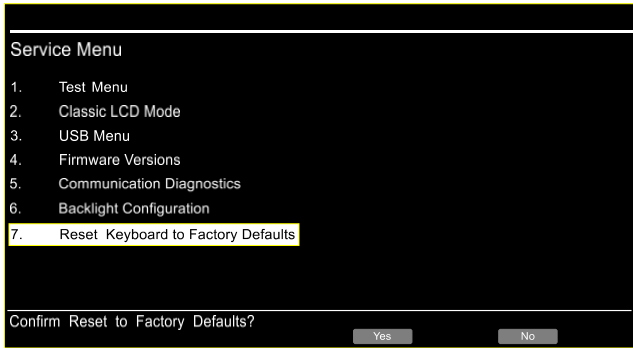 Service Menu
1. Test Menu
2. Classic LCD Mode
3. USB Menu
4. Firmware Versions
5. Communication Diagnostics
6. Backlight Configuration
7. Reset Keyboard to Factory Defaults
Confirm Reset to Factory Defaults?
Yes No